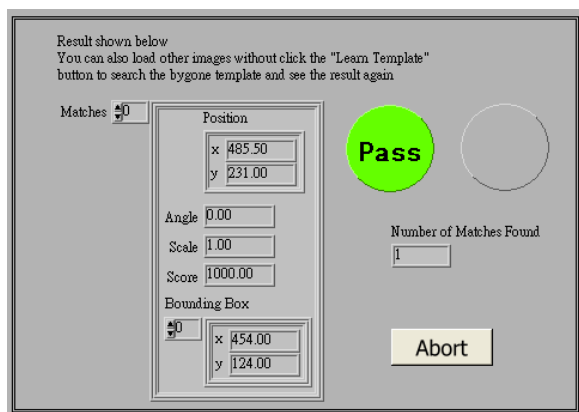 Result shown below
You can also load other images without click the "Learn Template"
button to search the bygone template and see the result again
Matches 0
Position
x 485.50
y 231.00
Angle 0.00
Scale 1.00
Score 1000.00
Bounding Box
0
x 454.00
y 124.00
Pass
Number of Matches Found
1
Abort